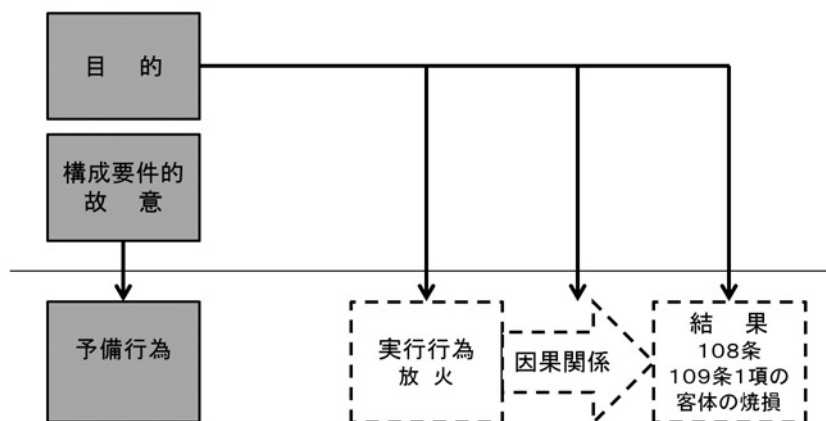 目 的
構成要件的
故 意
予備行為
実行行為
放 火
因果関係
結 果
108条
109条1項の
客体の焼損